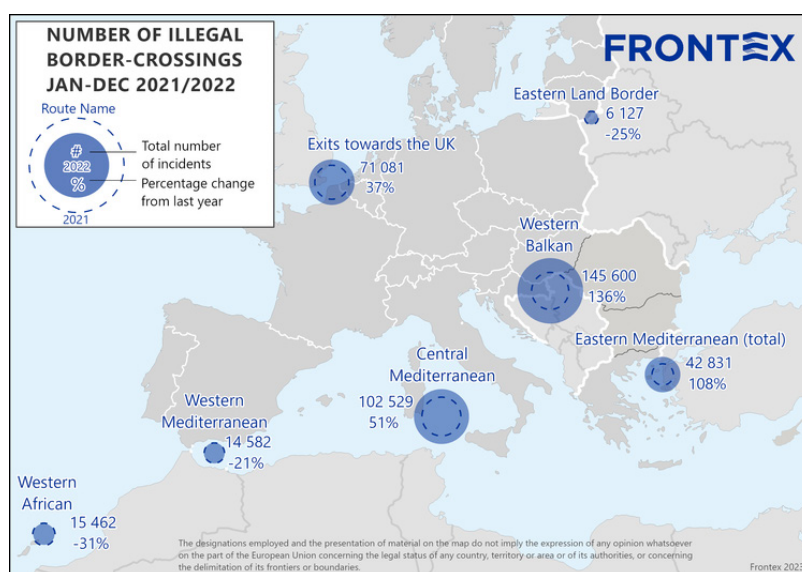 NUMBER OF ILLEGAL
BORDER-CROSSINGS
JAN-DEC 2021/2022
Route Name
#
2022
%
2021
Total number
of incidents
Percentage change
from last year
FRONTEX
Eastern Land Border
6 127
-25%
Exits towards the UK
71 081
37%
Western
Balkan
145 600
136%
Eastern Mediterranean (total)
42 831
108%
Central
Mediterranean
102 529
51%
Western
Mediterranean
14 582
-21%
Western
African
15 462
-31%
The designations employed and the presentation of material on the map do not imply the expression of any opinion whatsoever
on the part of the European Union concerning the legal status of any country, territory or area or of its authorities, or concerning
the delimitation of its frontiers or boundaries.
Frontex 2023